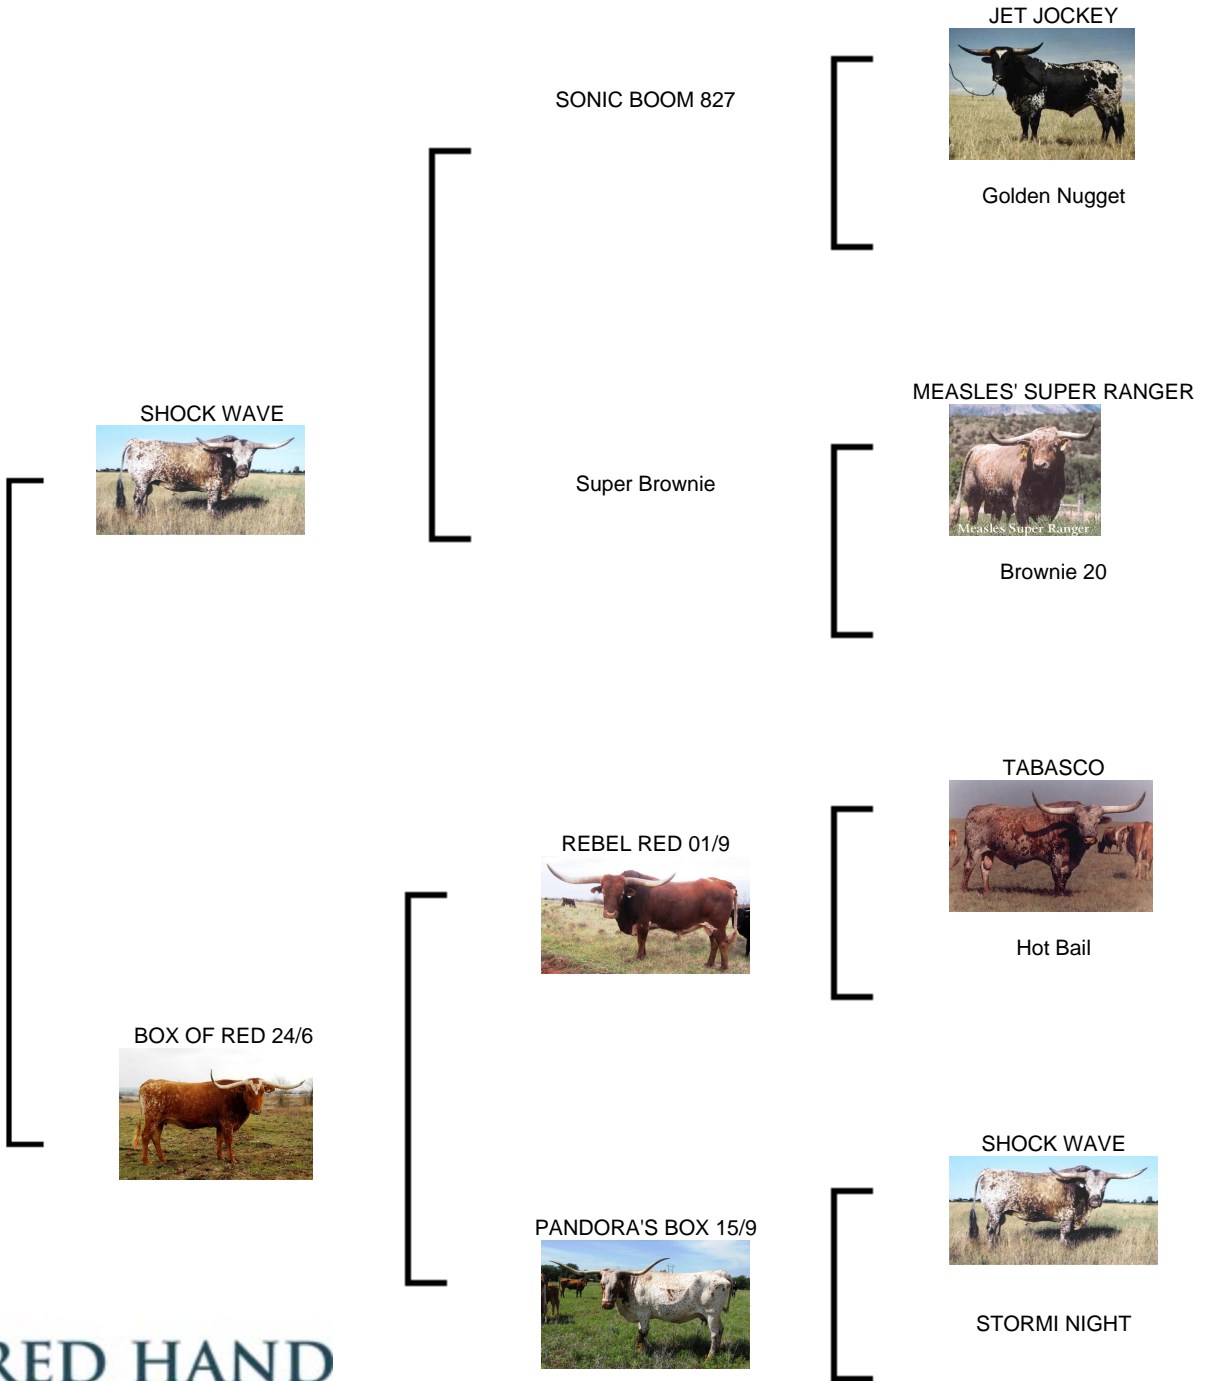 JET JOCKEY
SONIC BOOM 827
Golden Nugget
SHOCK WAVE
MEASLES' SUPER RANGER
Super Brownie
Measles Super Ranger
Brownie 20
TABASCO
REBEL RED 01/9
Hot Bail
BOX OF RED 24/6
SHOCK WAVE
PANDORA'S BOX 15/9
STORMI NIGHT
RED HAND